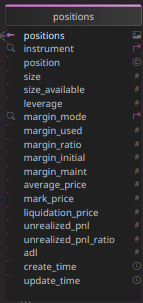 positions
positions
instrument
position
size
size_available
leverage
margin_mode
margin_used
margin_ratio
margin_initial
margin_maint
average_price
mark_price
liquidation_price
unrealized_pnl
unrealized_pnl_ratio
adl
create_time
update_time